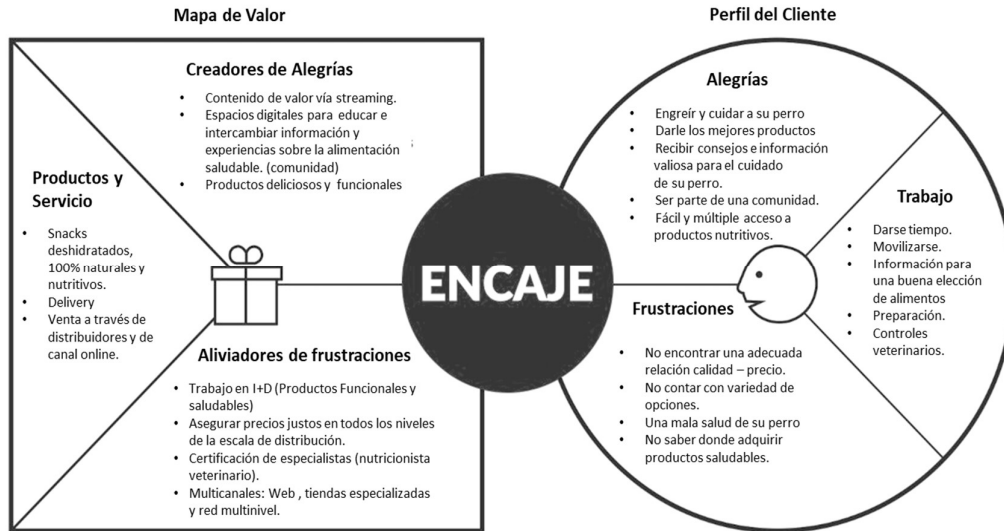 Mapa de Valor
Creadores de Alegrías
• Contenido de valor vía streaming.
• Espacios digitales para educar e
intercambiar información y
experiencias sobre la alimentación
saludable. (comunidad)
• Productos deliciosos y funcionales
Productos y
Servicio
• Snacks
deshidratados,
100% naturales y
nutritivos.
• Delivery
• Venta a través de
distribuidores y de
canal online.
Aliviadores de frustraciones
• Trabajo en I+D (Productos Funcionales y
saludables)
• Asegurar precios justos en todos los niveles
de la escala de distribución.
• Certificación de especialistas (nutricionista
veterinario).
• Multicanales: Web , tiendas especializadas
y red multinivel.
ENCAJE
Perfil del Cliente
Alegrías
• Engreír y cuidar a su perro
• Darle los mejores productos
• Recibir consejos e información
valiosa para el cuidado
de su perro.
• Ser parte de una comunidad.
• Fácil y múltiple acceso a
productos nutritivos.
Trabajo
• Darse tiempo.
• Movilizarse.
• Información para
una buena elección
de alimentos
• Preparación.
• Controles
veterinarios.
Frustraciones
• No encontrar una adecuada
relación calidad – precio.
• No contar con variedad de
opciones.
• Una mala salud de su perro
• No saber donde adquirir
productos saludables.